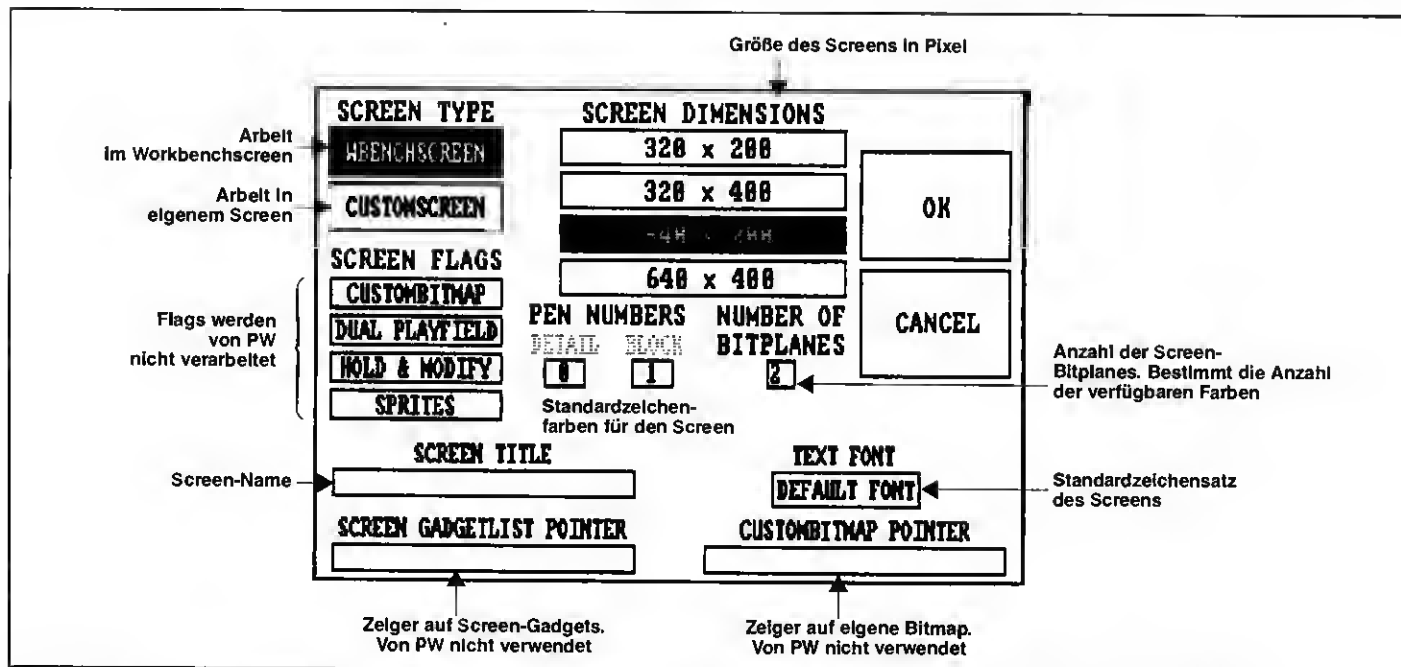 Größe des Screens in Pixel
SCREEN TYPE
SCREEN DIMENSIONS
Arbeit
im Workbenchscreen
WBENCHSCREEN
320 x 200
Arbeit in
eigenem Screen
CUSTOMSCREEN
320 x 400
OK
SCREEN FLAGS
640 x 400
Flags werden
von PW
nicht verarbeitet
CUSTOMBITMAP
DUAL PLAYFIELD
HOLD & MODIFY
SPRITES
PEN NUMBERS
DETAIL BLOCK
0 1
NUMBER OF
BITPLANES
2
CANCEL
Standardzeichen-
farben für den Screen
Anzahl der Screen-
Bitplanes. Bestimmt die Anzahl
der verfügbaren Farben
Screen-Name
SCREEN TITLE
TEXT FONT
DEFAULT FONT
Standardzeichensatz
des Screens
SCREEN GADGETLIST POINTER
CUSTOMBITMAP POINTER
Zeiger auf Screen-Gadgets.
Von PW nicht verwendet
Zeiger auf eigene Bitmap.
Von PW nicht verwendet